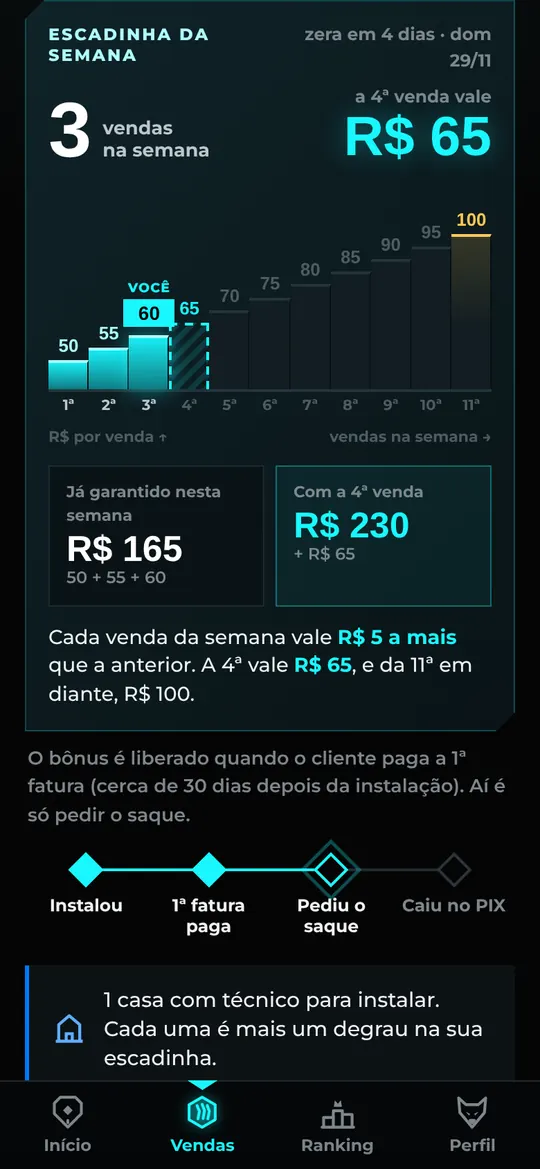 ESCADINHA DA
SEMANA
zera em 4 dias · dom
29/11
3 vendas
na semana
a 4ª venda vale
R$ 65
VOCÊ
50
55
60
65
70
75
80
85
90
95
100
1ª 2ª 3ª 4ª 5ª 6ª 7ª 8ª 9ª 10ª 11ª
R$ por venda ↑
vendas na semana →
Já garantido nesta
semana
R$ 165
50 + 55 + 60
Com a 4ª venda
R$ 230
+ R$ 65
Cada venda da semana vale R$ 5 a mais
que a anterior. A 4ª vale R$ 65, e da 11ª em
diante, R$ 100.
O bônus é liberado quando o cliente paga a 1ª
fatura (cerca de 30 dias depois da instalação). Aí é
só pedir o saque.
Instalou
1ª fatura
paga
Pediu o
saque
Caiu no PIX
1 casa com técnico para instalar.
Cada uma é mais um degrau na sua
escadinha.
Início
Vendas
Ranking
Perfil